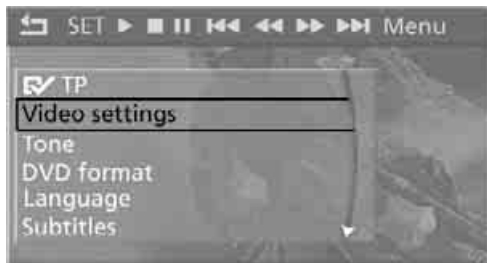 SET Menu
TP
Video settings
Tone
DVD format
Language
Subtitles